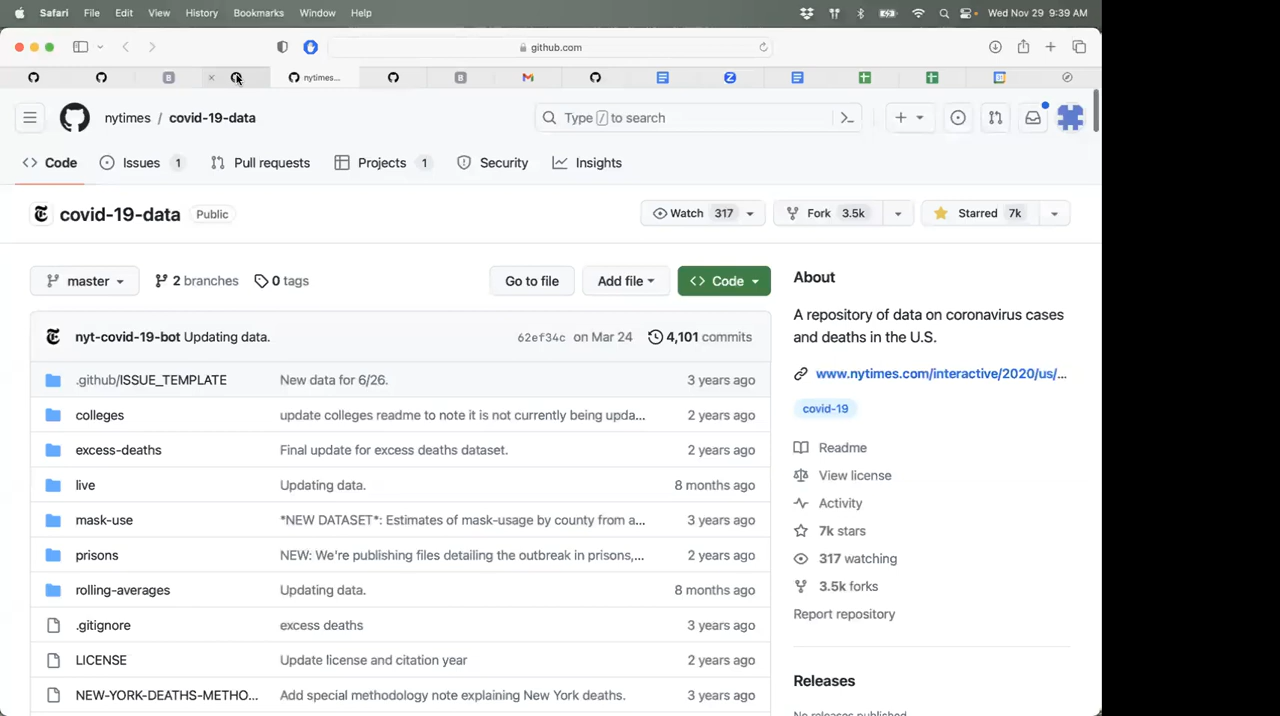 Safari File Edit View History Bookmarks Window Help Wed Nov 29 9:39 AM
github.com
nytimes...
nytimes / covid-19-data
Type / to search
Code Issues 1 Pull requests Projects 1 Security Insights
covid-19-data Public
Watch 317 Fork 3.5k Starred 7k
master 2 branches 0 tags Go to file Add file Code
nyt-covid-19-bot Updating data. 62ef34c on Mar 24 4,101 commits
.github/ISSUE_TEMPLATE New data for 6/26. 3 years ago
colleges update colleges readme to note it is not currently being upda... 2 years ago
excess-deaths Final update for excess deaths dataset. 2 years ago
live Updating data. 8 months ago
mask-use *NEW DATASET*: Estimates of mask-usage by county from a... 3 years ago
prisons NEW: We're publishing files detailing the outbreak in prisons,... 2 years ago
rolling-averages Updating data. 8 months ago
.gitignore excess deaths 3 years ago
LICENSE Update license and citation year 2 years ago
NEW-YORK-DEATHS-METHO... Add special methodology note explaining New York deaths. 3 years ago
About
A repository of data on coronavirus cases
and deaths in the U.S.
www.nytimes.com/interactive/2020/us/...
covid-19
Readme
View license
Activity
7k stars
317 watching
3.5k forks
Report repository
Releases
No releases published